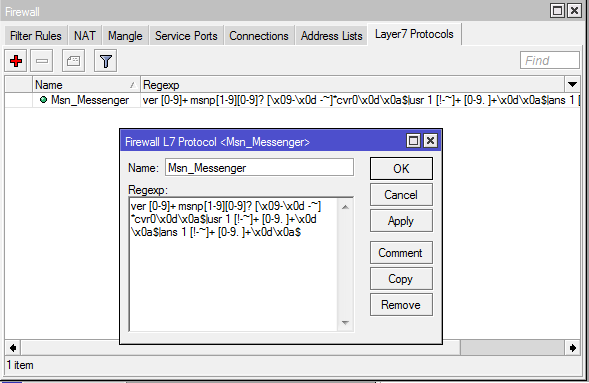 Firewall
Filter Rules NAT Mangle Service Ports Connections Address Lists Layer7 Protocols
Find
Name Regexp
Msn_Messenger ver [0-9]+ msnp[1-9][0-9]? [\x09-\x0d -~]*cvr0\x0d\x0a$|usr 1 [!-~]+ [0-9. ]+\x0d\x0a$|ans 1 [
Firewall L7 Protocol <Msn_Messenger>
Name: Msn_Messenger
OK
Regexp:
Cancel
ver [0-9]+ msnp[1-9][0-9]? [\x09-\x0d -~]
*cvr0\x0d\x0a$|usr 1 [!-~]+ [0-9. ]+\x0d
\x0a$|ans 1 [!-~]+ [0-9. ]+\x0d\x0a$
Apply
Comment
Copy
Remove
1 item